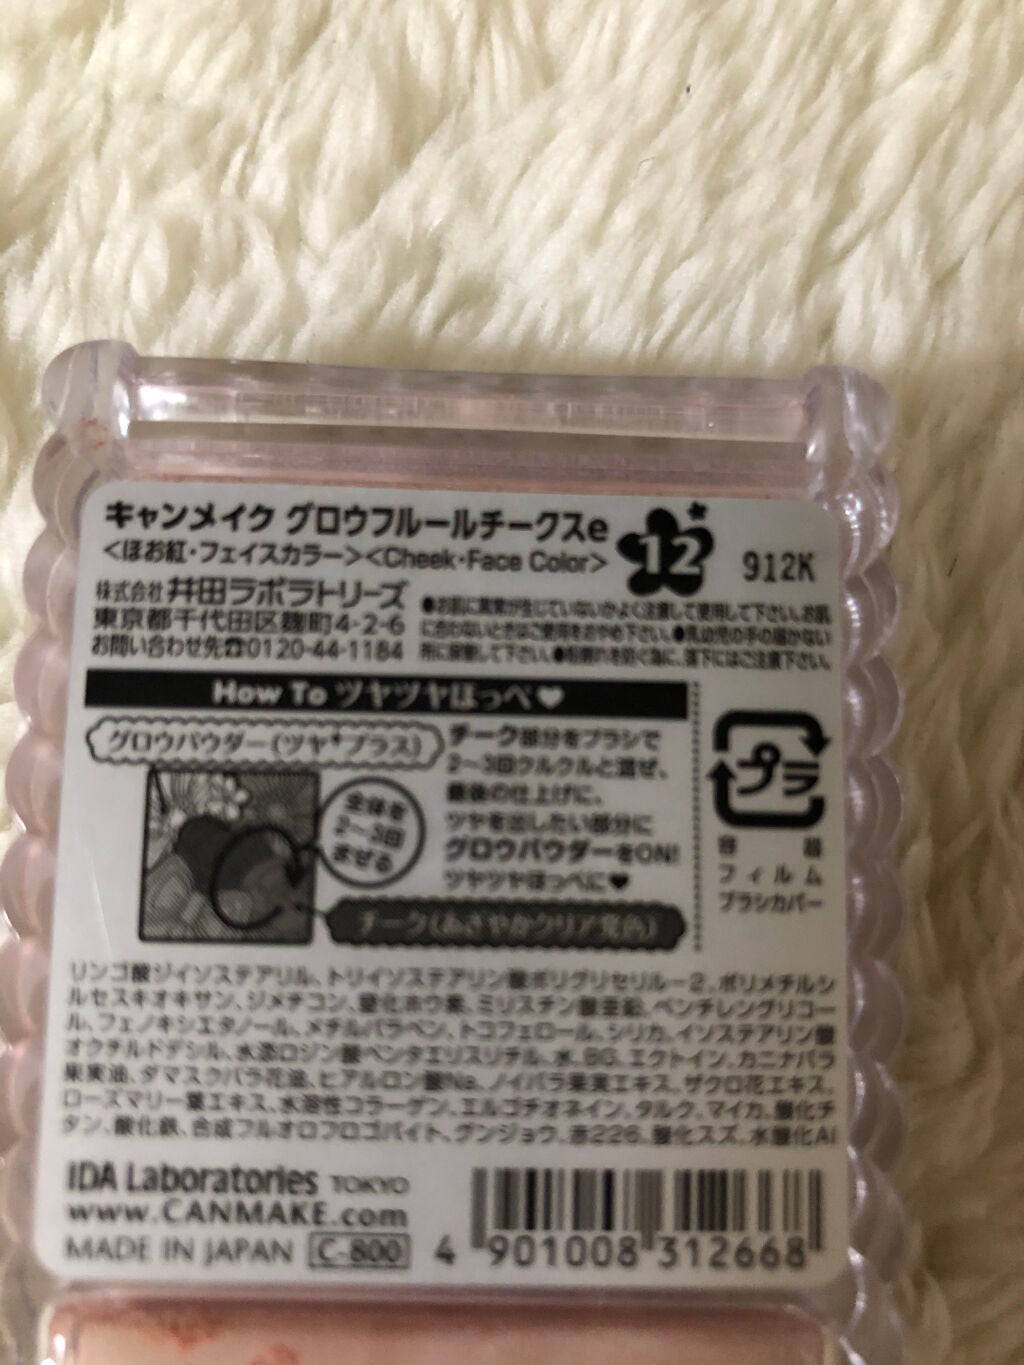 キャンメイク グロウフルールチークスe
<ほお紅・フェイスカラー><Cheek・Face Color>
12
912K
株式会社 井田ラボラトリーズ
東京都千代田区麹町4-2-6
お問い合わせ先☎0120-44-1184
●お肌に異常が生じていないかよく注意して使用して下さい。お肌
に合わないときはご使用をおやめ下さい。●乳幼児の手の届かない
所に保管して下さい。●粉割れを防ぐ為に、落下にはご注意下さい。
How To ツヤツヤほっぺ♥
グロウパウダー(ツヤ+プラス)
全体を
2〜3回
まぜる
チーク(あざやかクリア発色)
チーク部分をブラシで
2〜3回クルクルと混ぜ、
最後の仕上げに、
ツヤを出したい部分に
グロウパウダーをON!
ツヤツヤほっぺに♥
プラ
容器
フィルム
ブラシカバー
リンゴ酸ジイソステアリル、トリイソステアリン酸ポリグリセリル-2、ポリメチルシ
ルセスキオキサン、ジメチコン、窒化ホウ素、ミリスチン酸亜鉛、ペンチレングリコー
ル、フェノキシエタノール、メチルパラベン、トコフェロール、シリカ、イソステアリン酸
オクチルドデシル、水添ロジン酸ペンタエリスリチル、水、BG、エクトイン、カニナバラ
果実油、ダマスクバラ花油、ヒアルロン酸Na、ノイバラ果実エキス、ザクロ花エキス、
ローズマリー葉エキス、水溶性コラーゲン、エルゴチオネイン、タルク、マイカ、酸化チ
タン、酸化鉄、合成フルオロフロゴパイト、グンジョウ、赤226、酸化スズ、水酸化Al
IDA Laboratories TOKYO
www.CANMAKE.com
MADE IN JAPAN C-800
4 901008 312668